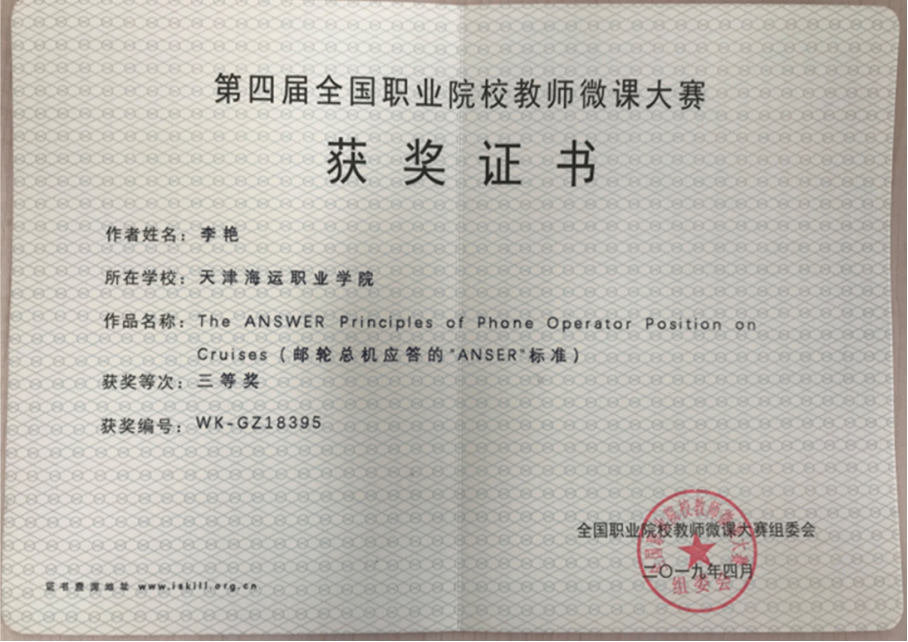 第四届全国职业院校教师微课大赛
获奖证书
作者姓名：李艳
所在学校：天津海运职业学院
作品名称：The ANSWER Principles of Phone Operator Position on
Cruises（邮轮总机应答的"ANSER"标准）
获奖等次：三等奖
获奖编号：WK-GZ18395
全国职业院校教师微课大赛组委会
二〇一九年四月
组委会
证书查询地址 www.iskill.org.cn